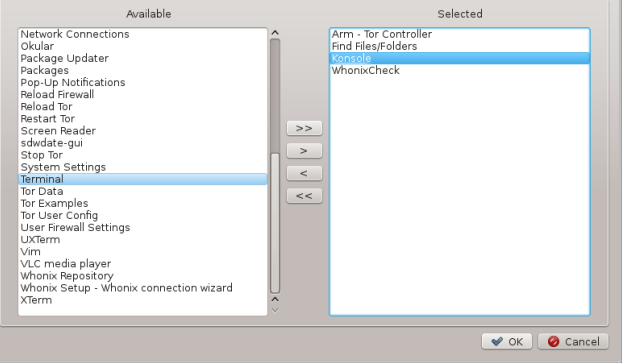 Available
Selected
Network Connections
Okular
Package Updater
Packages
Pop-Up Notifications
Reload Firewall
Reload Tor
Restart Tor
Screen Reader
sdwdate-gui
Stop Tor
System Settings
Terminal
Tor Data
Tor Examples
Tor User Config
User Firewall Settings
UXTerm
Vim
VLC media player
Whonix Repository
Whonix Setup - Whonix connection wizard
XTerm
>>
>
<
<<
Arm - Tor Controller
Find Files/Folders
Konsole
WhonixCheck
OK
Cancel